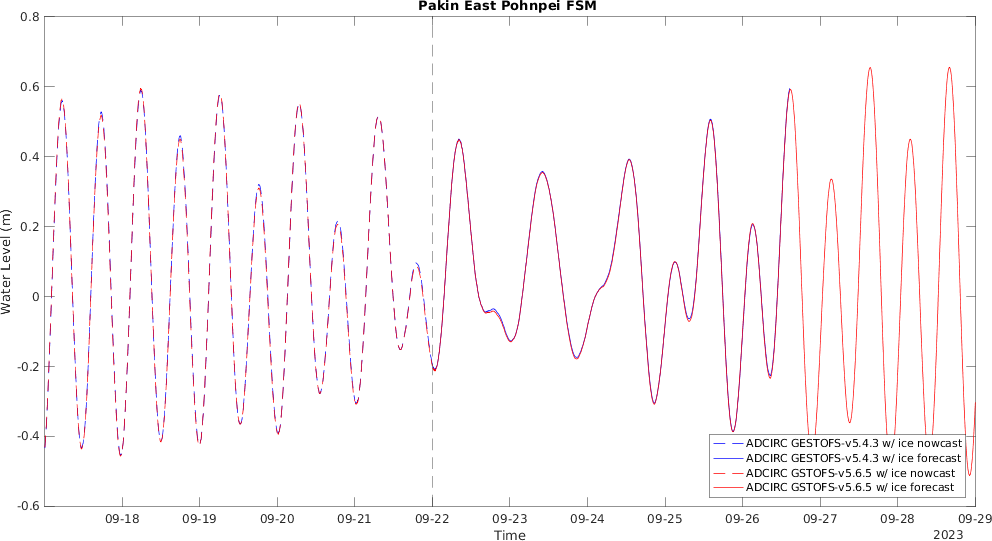 Pakin East Pohnpei FSM
0.8
0.6
0.4
0.2
0
-0.2
-0.4
-0.6
Water Level (m)
ADCIRC GESTOFS-v5.4.3 w/ ice nowcast
ADCIRC GESTOFS-v5.4.3 w/ ice forecast
ADCIRC GSTOFS-v5.6.5 w/ ice nowcast
ADCIRC GSTOFS-v5.6.5 w/ ice forecast
09-18 09-19 09-20 09-21 09-22 09-23 09-24 09-25 09-26 09-27 09-28 09-29
Time
2023